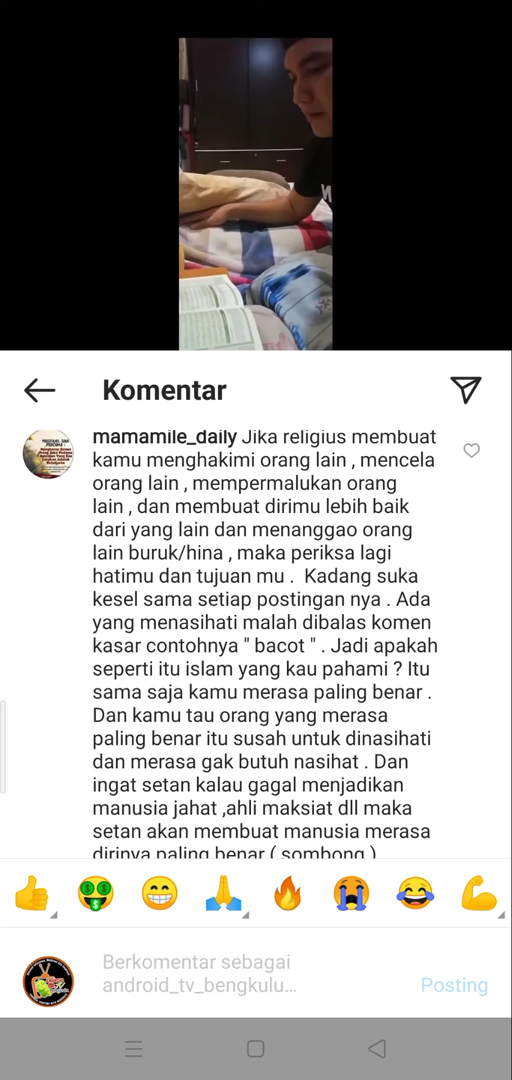 Komentar
mamamile_daily Jika religius membuat
kamu menghakimi orang lain , mencela
orang lain , mempermalukan orang
lain , dan membuat dirimu lebih baik
dari yang lain dan menanggao orang
lain buruk/hina , maka periksa lagi
hatimu dan tujuan mu .  Kadang suka
kesel sama setiap postingan nya . Ada
yang menasihati malah dibalas komen
kasar contohnya " bacot " . Jadi apakah
seperti itu islam yang kau pahami ? Itu
sama saja kamu merasa paling benar .
Dan kamu tau orang yang merasa
paling benar itu susah untuk dinasihati
dan merasa gak butuh nasihat . Dan
ingat setan kalau gagal menjadikan
manusia jahat ,ahli maksiat dll maka
setan akan membuat manusia merasa
dirinya paling benar ( sombong )
Berkomentar sebagai
android_tv_bengkulu...
Posting